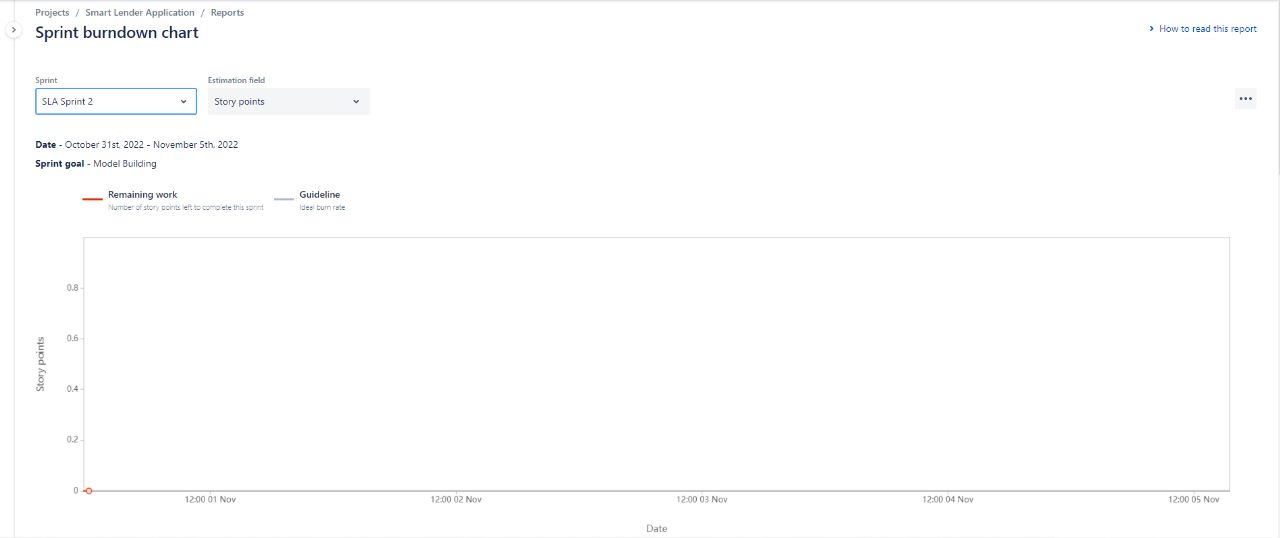 Projects / Smart Lender Application / Reports
Sprint burndown chart
How to read this report
Sprint
Estimation field
SLA Sprint 2
Story points
Date - October 31st, 2022 - November 5th, 2022
Sprint goal - Model Building
Remaining work
Number of story points left to complete this sprint
Guideline
Ideal burn rate
0.8
0.6
0.4
0.2
0
Story points
12:00 01 Nov
12:00 02 Nov
12:00 03 Nov
12:00 04 Nov
12:00 05 Nov
Date